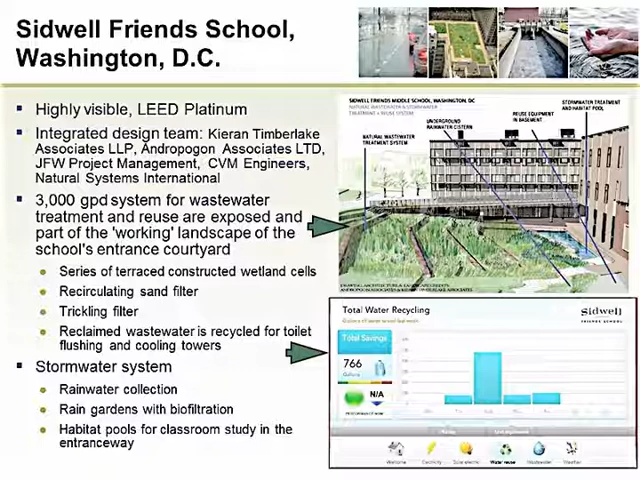 Sidwell Friends School,
Washington, D.C.
Highly visible, LEED Platinum
Integrated design team: Kieran Timberlake
Associates LLP, Andropogon Associates LTD,
JFW Project Management, CVM Engineers,
Natural Systems International
3,000 gpd system for wastewater
treatment and reuse are exposed and
part of the 'working' landscape of the
school's entrance courtyard
Series of terraced constructed wetland cells
Recirculating sand filter
Trickling filter
Reclaimed wastewater is recycled for toilet
flushing and cooling towers
Stormwater system
Rainwater collection
Rain gardens with biofiltration
Habitat pools for classroom study in the
entranceway
SIDWELL FRIENDS MIDDLE SCHOOL, WASHINGTON, DC
NATURAL WASTEWATER & STORMWATER
TREATMENT + REUSE SYSTEM
STORMWATER TREATMENT
AND HABITAT POOL
UNDERGROUND
RAINWATER CISTERN
REUSE EQUIPMENT
IN BASEMENT
NATURAL WASTEWATER
TREATMENT SYSTEM
Total Water Recycling
Sidwell
FRIENDS SCHOOL
Total Savings
766
Gallons
N/A
Welcome
Electricity
Solar electric
Water reuse
Wastewater
Weather